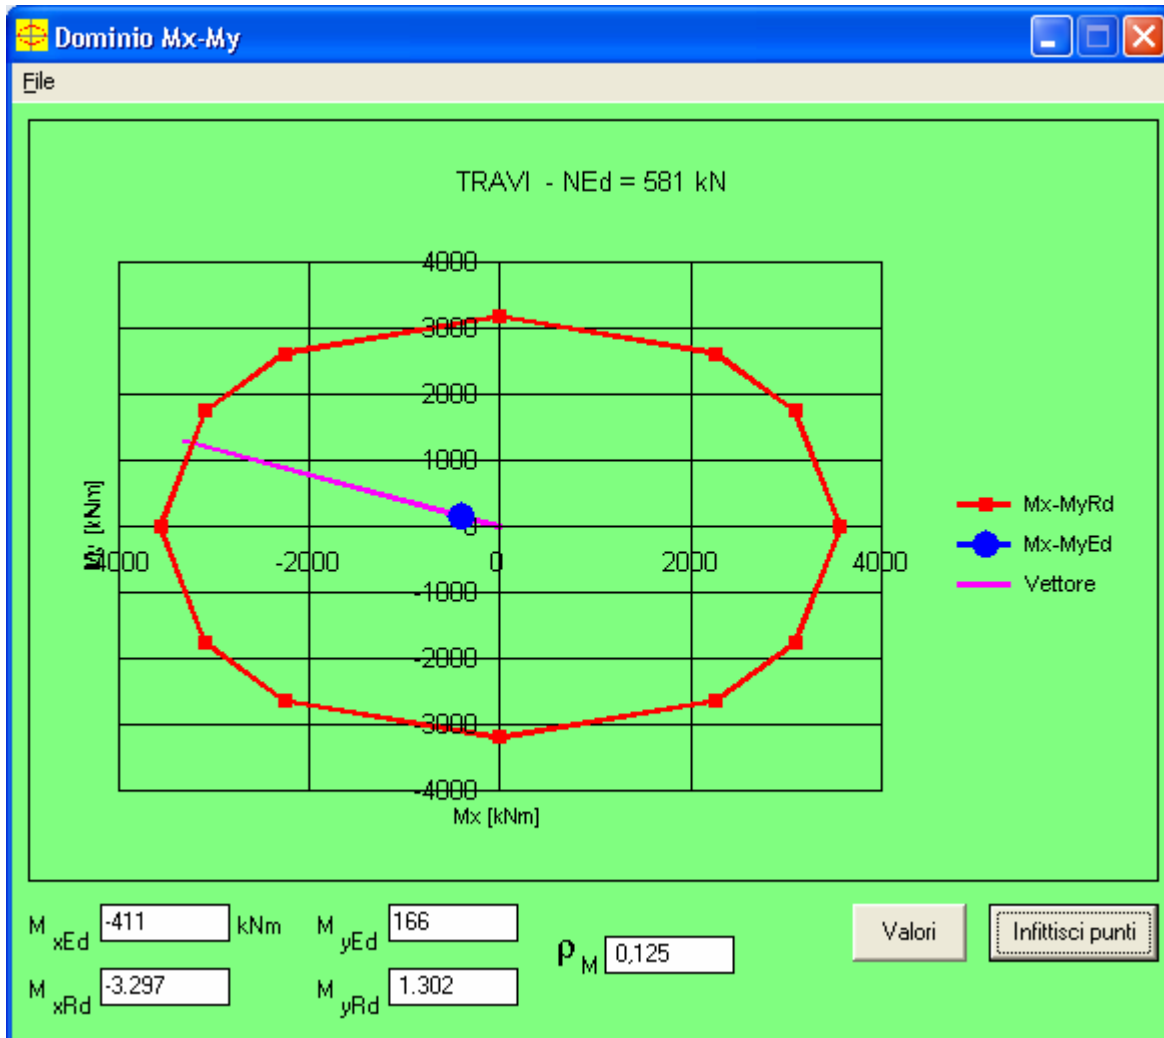 Dominio Mx-My
File
TRAVI - NEd = 581 kN
4000
3000
2000
1000
0
-1000
-2000
-3000
-4000
My [kNm]
-4000 -2000 0 2000 4000
Mx [kNm]
Mx-MyRd
Mx-MyEd
Vettore
M xEd -411 kNm M yEd 166
M xRd -3.297 M yRd 1.302
ρ M 0,125
Valori Infittisci punti